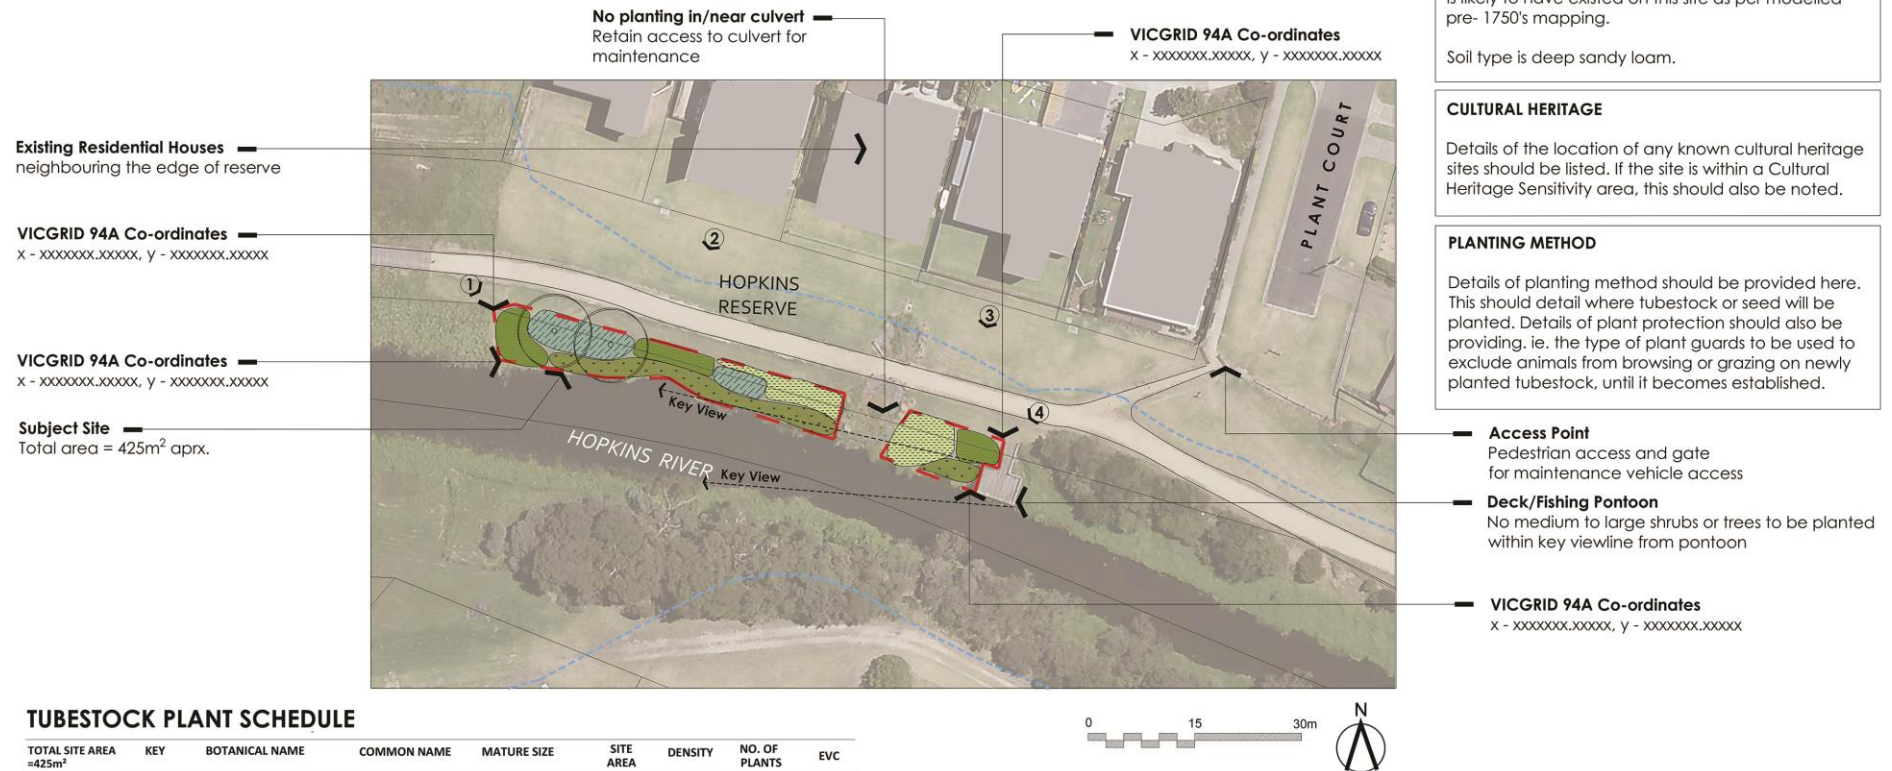 No planting in/near culvert
Retain access to culvert for
maintenance
VICGRID 94A Co-ordinates
x - xxxxxxx.xxxxx, y - xxxxxxx.xxxxx
Existing Residential Houses
neighbouring the edge of reserve
VICGRID 94A Co-ordinates
x - xxxxxxx.xxxxx, y - xxxxxxx.xxxxx
VICGRID 94A Co-ordinates
x - xxxxxxx.xxxxx, y - xxxxxxx.xxxxx
Subject Site
Total area = 425m² aprx.
PLANT COURT
1
2
HOPKINS
RESERVE
3
4
Key View
HOPKINS RIVER
Key View
is likely to have existed on this site as per modelled
pre- 1750's mapping.
Soil type is deep sandy loam.
CULTURAL HERITAGE
Details of the location of any known cultural heritage
sites should be listed. If the site is within a Cultural
Heritage Sensitivity area, this should also be noted.
PLANTING METHOD
Details of planting method should be provided here.
This should detail where tubestock or seed will be
planted. Details of plant protection should also be
providing. ie. the type of plant guards to be used to
exclude animals from browsing or grazing on newly
planted tubestock, until it becomes established.
Access Point
Pedestrian access and gate
for maintenance vehicle access
Deck/Fishing Pontoon
No medium to large shrubs or trees to be planted
within key viewline from pontoon
VICGRID 94A Co-ordinates
x - xxxxxxx.xxxxx, y - xxxxxxx.xxxxx
TUBESTOCK PLANT SCHEDULE
TOTAL SITE AREA KEY BOTANICAL NAME COMMON NAME MATURE SIZE SITE DENSITY NO. OF EVC
=425m² AREA PLANTS
0 15 30m
N